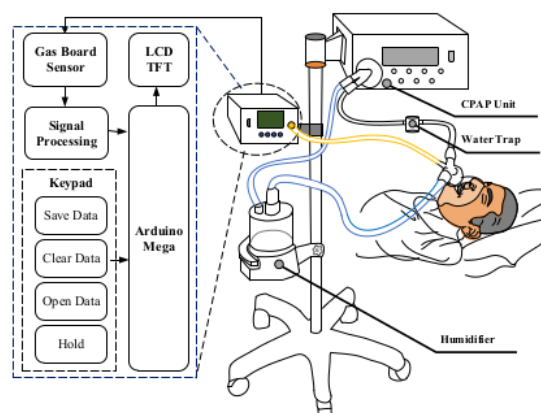 Gas Board
Sensor
LCD
TFT
Signal
Processing
Keypad
Save Data
Clear Data
Open Data
Hold
Arduino
Mega
CPAP Unit
Water Trap
Humidifier